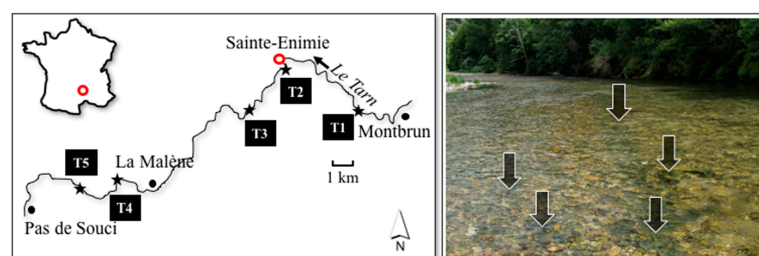 Sainte-Enimie
Le Tarn
T2
T3
T1
Montbrun
1 km
T5
La Malène
T4
Pas de Souci
N